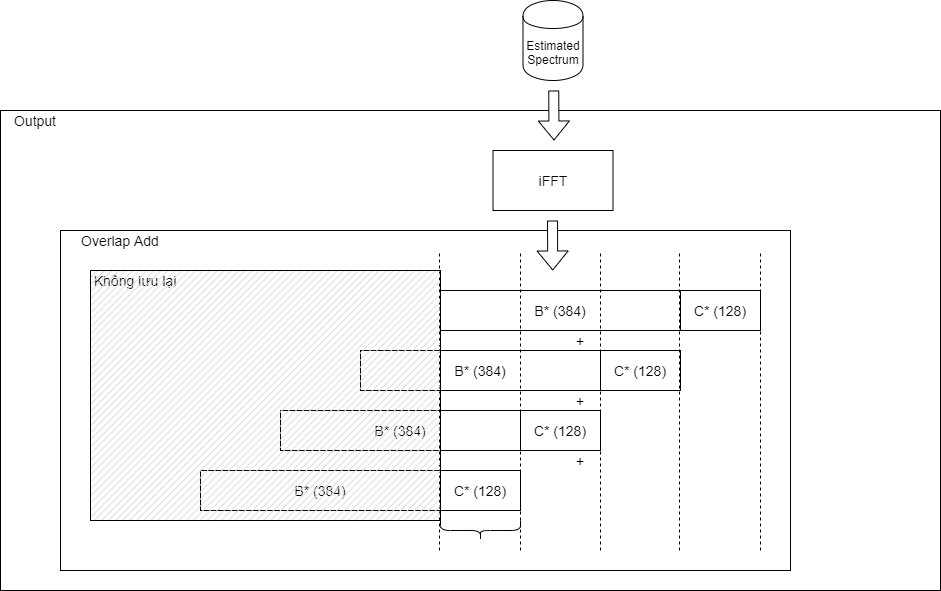 Estimated
Spectrum
Output
iFFT
Overlap Add
Không lưu lại
B* (384)
C* (128)
+
B* (384)
C* (128)
+
B* (384)
C* (128)
+
B* (384)
C* (128)